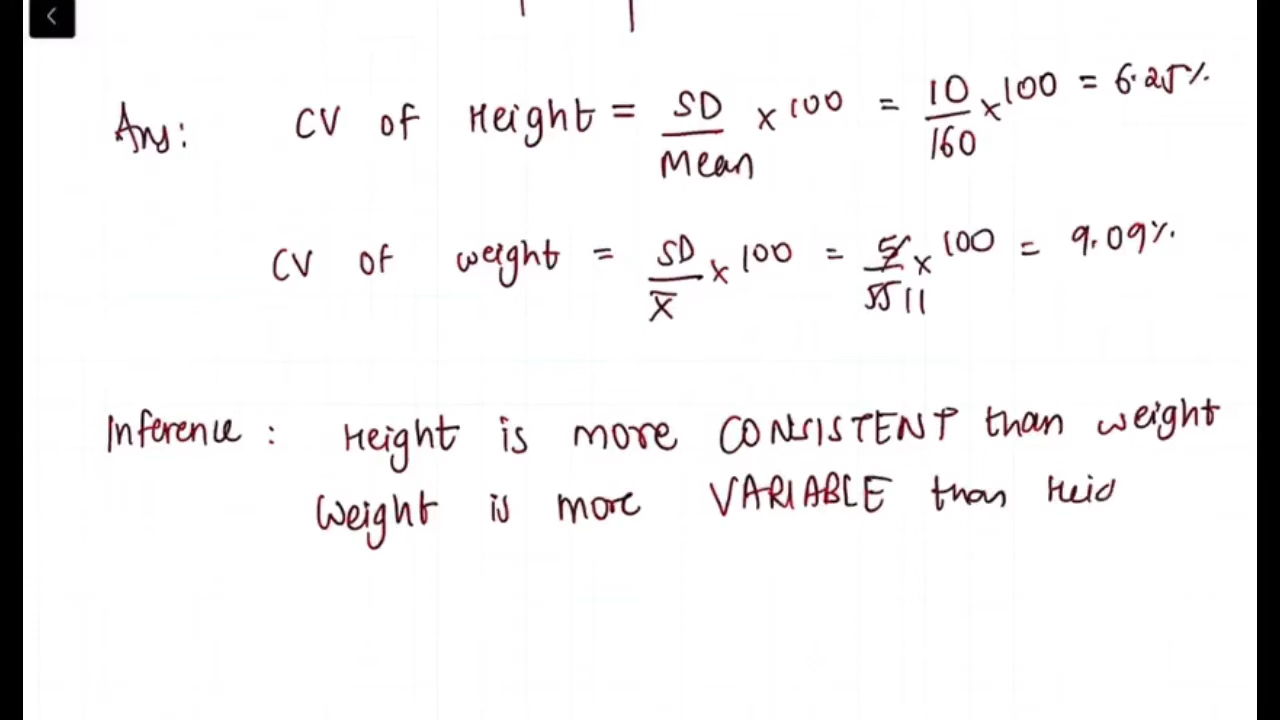 Ans: CV of Height = SD/Mean x 100 = 10/160 x 100 = 6.25%
CV of weight = SD/x̄ x 100 = 5/55 11 x 100 = 9.09%
Inference: Height is more CONSISTENT than weight
Weight is more VARIABLE than